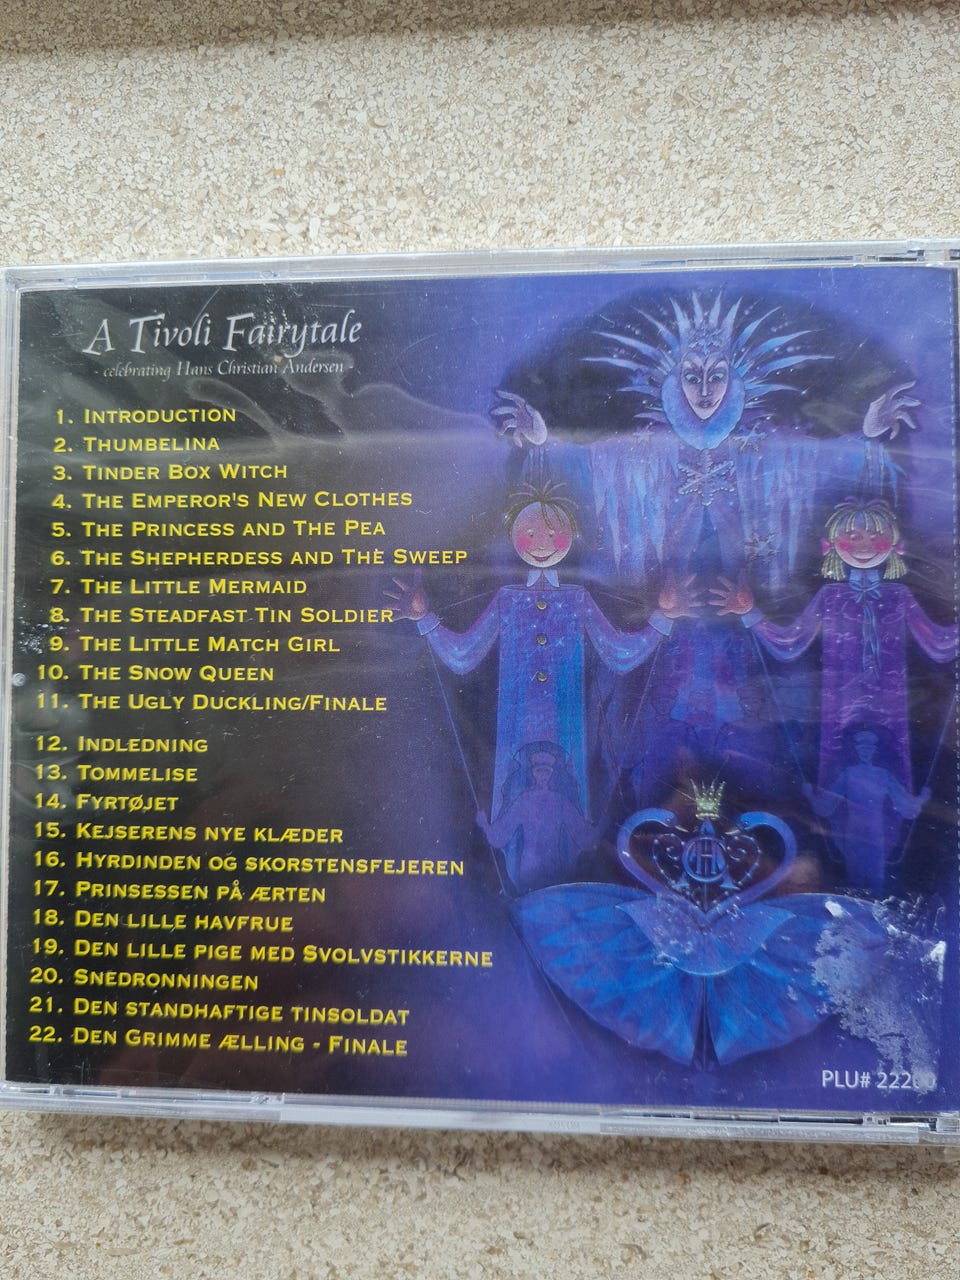 A Tivoli Fairytale
- celebrating Hans Christian Andersen -
1. INTRODUCTION
2. THUMBELINA
3. TINDER BOX WITCH
4. THE EMPEROR'S NEW CLOTHES
5. THE PRINCESS AND THE PEA
6. THE SHEPHERDESS AND THE SWEEP
7. THE LITTLE MERMAID
8. THE STEADFAST TIN SOLDIER
9. THE LITTLE MATCH GIRL
10. THE SNOW QUEEN
11. THE UGLY DUCKLING/FINALE
12. INDLEDNING
13. TOMMELISE
14. FYRTØJET
15. KEJSERENS NYE KLÆDER
16. HYRDINDEN OG SKORSTENSFEJEREN
17. PRINSESSEN PÅ ÆRTEN
18. DEN LILLE HAVFRUE
19. DEN LILLE PIGE MED SVOLVSTIKKERNE
20. SNEDRONNINGEN
21. DEN STANDHAFTIGE TINSOLDAT
22. DEN GRIMME ÆLLING - FINALE
PLU#